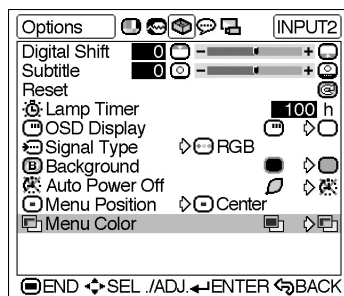 Options INPUT2
Digital Shift 0 - +
Subtitle 0 - +
Reset
Lamp Timer 100 h
OSD Display
Signal Type RGB
B Background
Auto Power Off
Menu Position Center
Menu Color
END SEL./ADJ. ENTER BACK